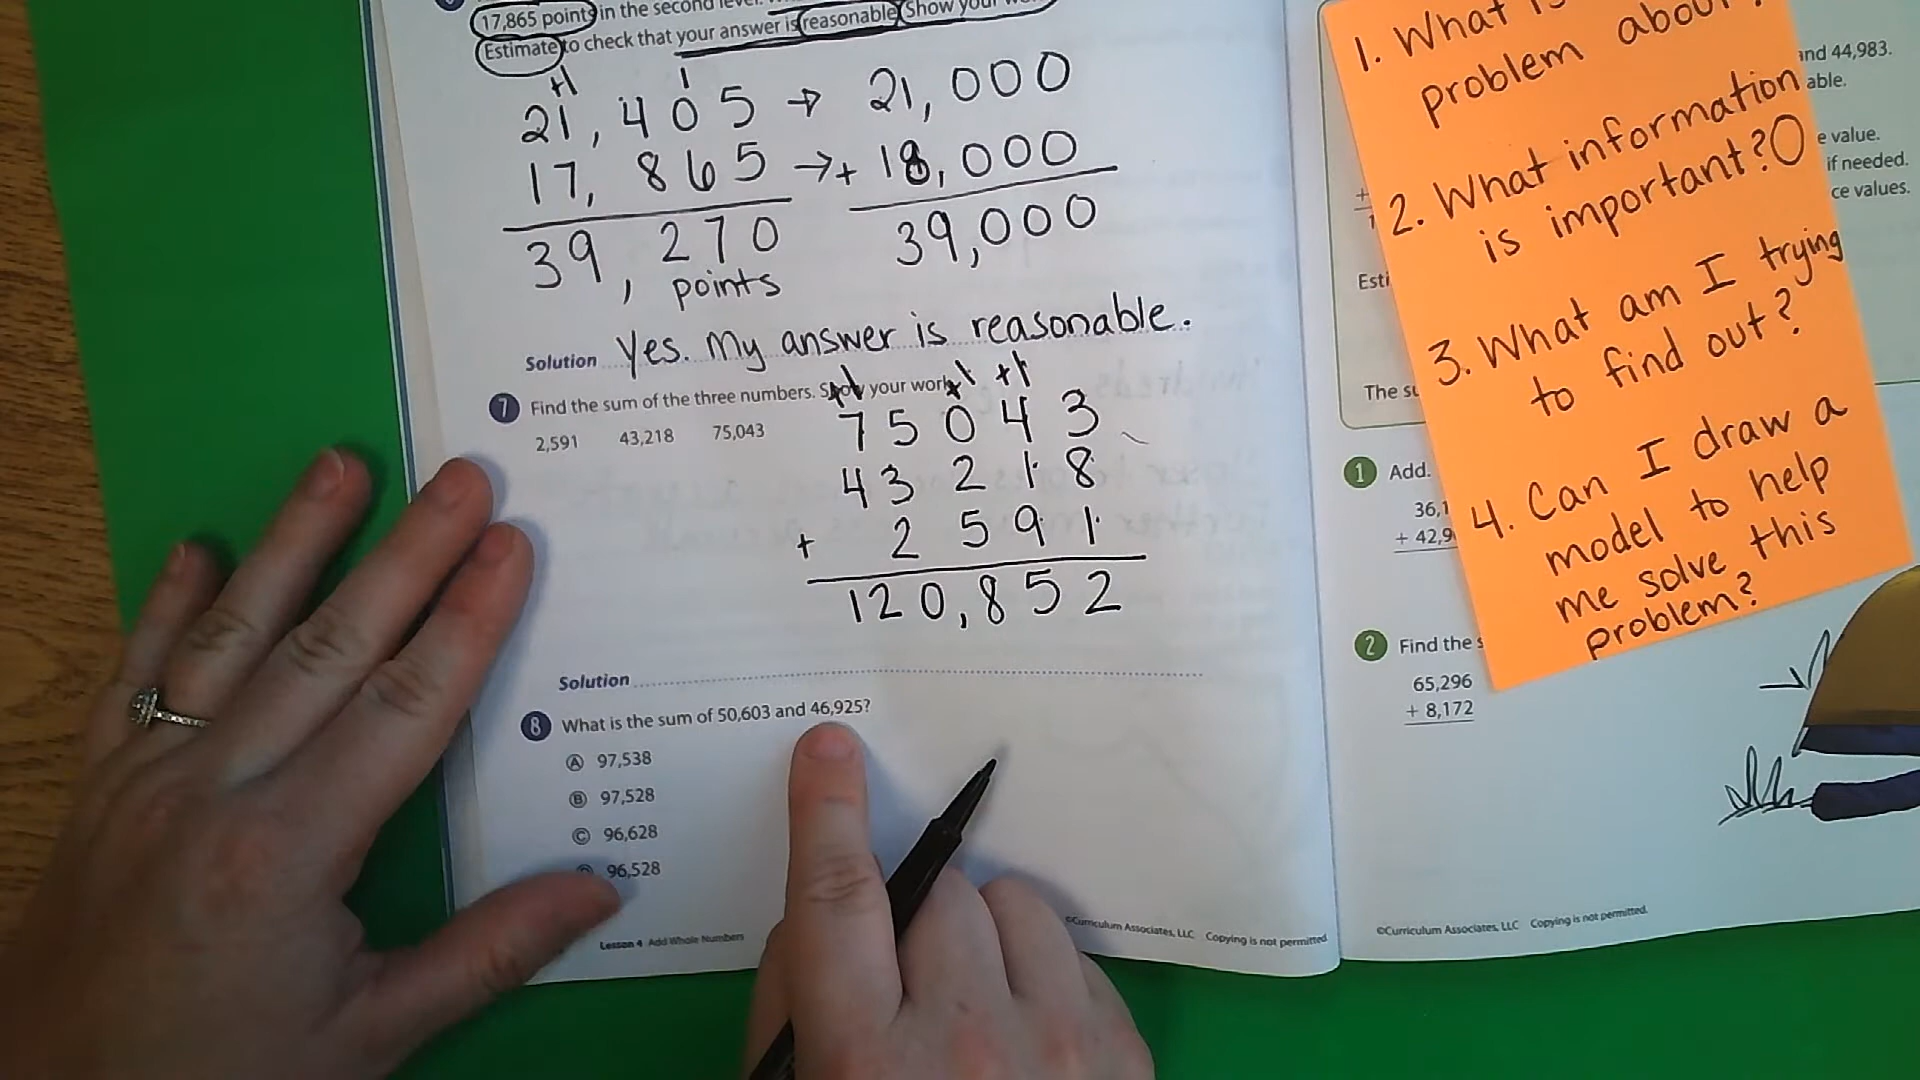 17,865 points in the second level.
Estimate to check that your answer is reasonable. Show your
+1 1
21,405 → 21,000
17,865 → + 18,000
39,270 39,000
points
Solution Yes. My answer is reasonable.
7 Find the sum of the three numbers. Show your work.
2,591 43,218 75,043
+1 +1 +1
75043
43218
+ 2591
120,852
Solution
8 What is the sum of 50,603 and 46,925?
A 97,538
B 97,528
C 96,628
96,528
Lesson 4 Add Whole Numbers
©Curriculum Associates, LLC Copying is not permitted.
1. What is
problem about?
2. What information
is important?
3. What am I trying
to find out?
4. Can I draw a
model to help
me solve this
problem?
and 44,983.
able.
e value.
if needed.
ce values.
+
Esti
The su
1 Add.
36,1
+ 42,9
2 Find the s
65,296
+ 8,172
©Curriculum Associates, LLC Copying is not permitted.